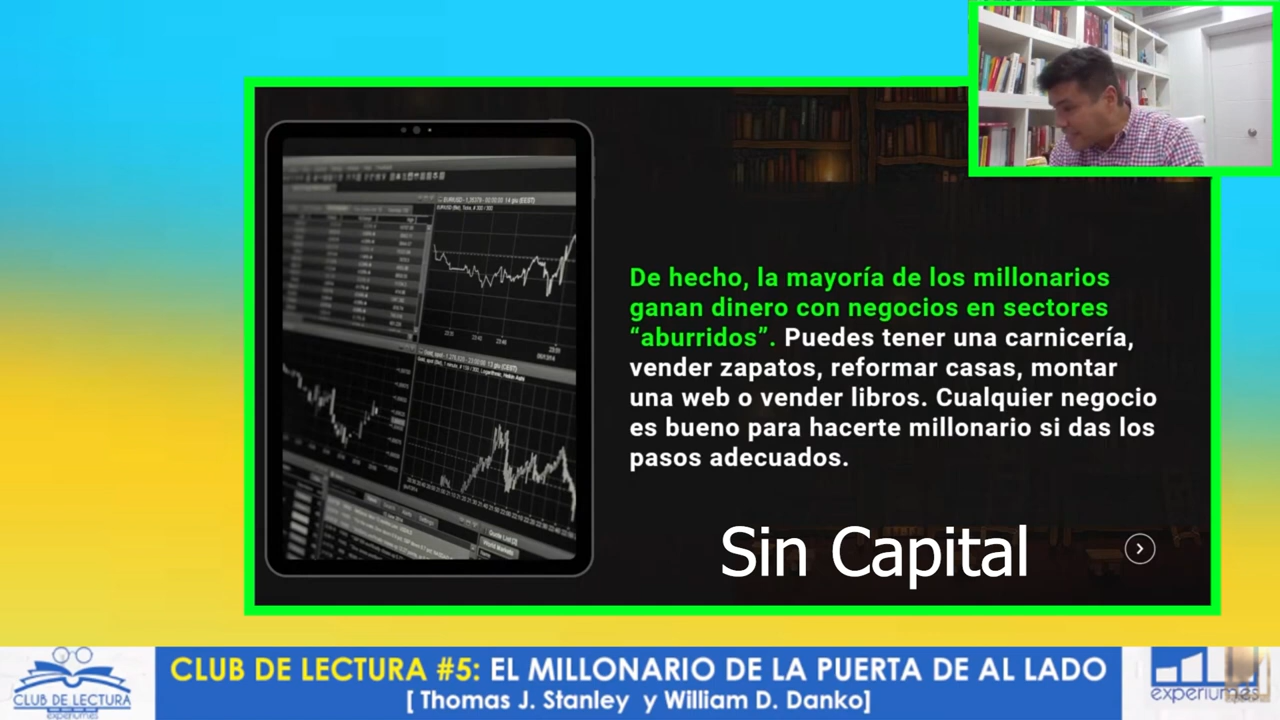 De hecho, la mayoría de los millonarios
ganan dinero con negocios en sectores
“aburridos”. Puedes tener una carnicería,
vender zapatos, reformar casas, montar
una web o vender libros. Cualquier negocio
es bueno para hacerte millonario si das los
pasos adecuados.
Sin Capital
CLUB DE LECTURA
experiumes
CLUB DE LECTURA #5: EL MILLONARIO DE LA PUERTA DE AL LADO
[ Thomas J. Stanley y William D. Danko]
experiumes